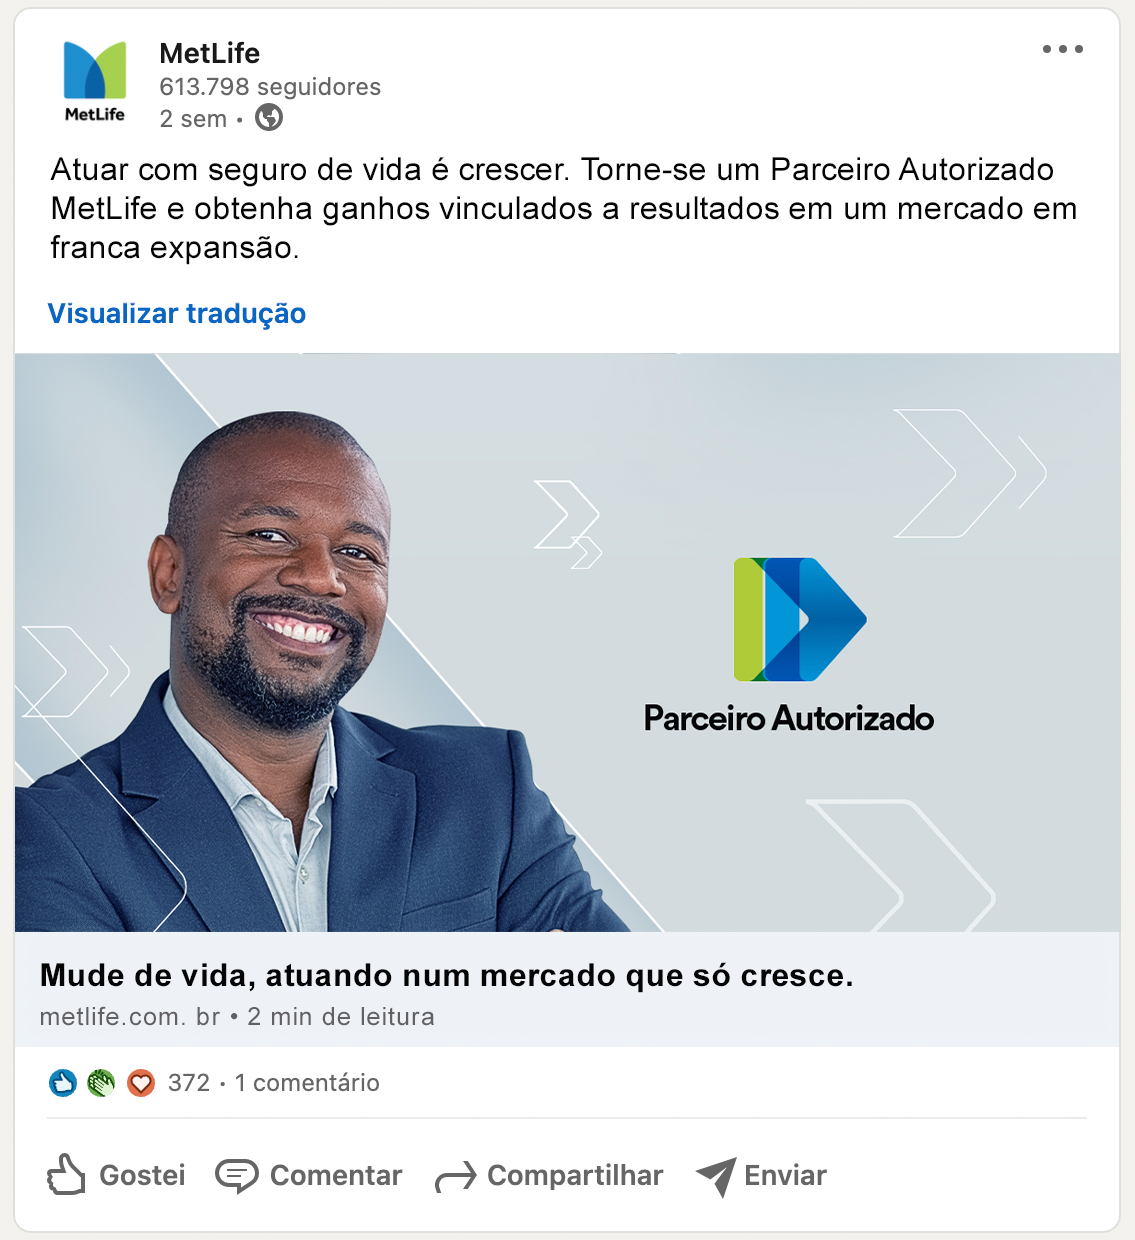 MetLife
MetLife
613.798 seguidores
2 sem •
Atuar com seguro de vida é crescer. Torne-se um Parceiro Autorizado
MetLife e obtenha ganhos vinculados a resultados em um mercado em
franca expansão.
Visualizar tradução
Parceiro Autorizado
Mude de vida, atuando num mercado que só cresce.
metlife.com. br • 2 min de leitura
372 · 1 comentário
Gostei Comentar Compartilhar Enviar